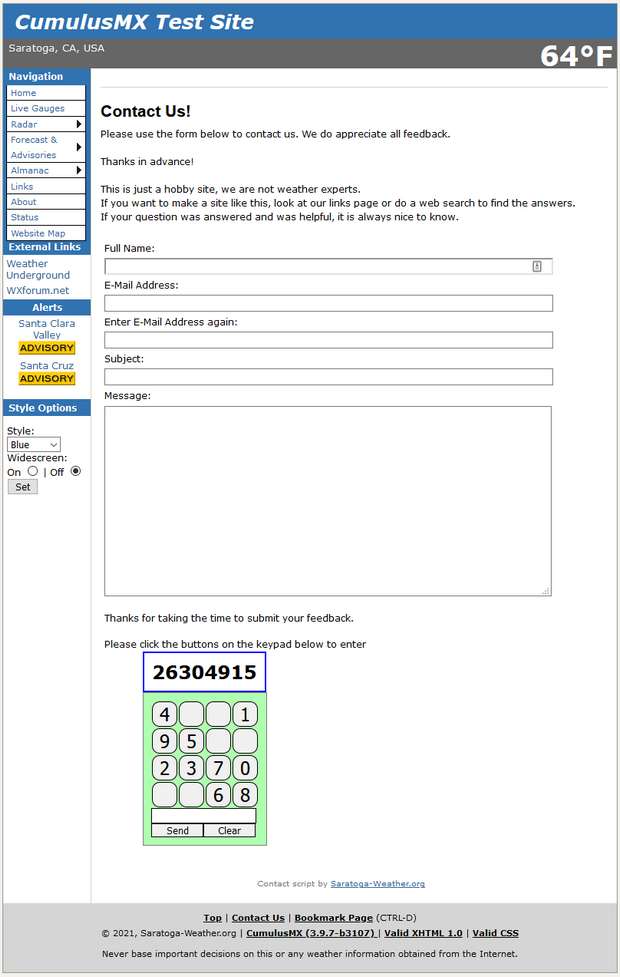 CumulusMX Test Site
Saratoga, CA, USA
64°F
Navigation
Home
Live Gauges
Radar
Forecast &
Advisories
Almanac
Links
About
Status
Website Map
External Links
Weather
Underground
WXforum.net
Alerts
Santa Clara
Valley
ADVISORY
Santa Cruz
ADVISORY
Style Options
Style:
Blue
Widescreen:
On | Off
Set
Contact Us!
Please use the form below to contact us. We do appreciate all feedback.
Thanks in advance!
This is just a hobby site, we are not weather experts.
If you want to make a site like this, look at our links page or do a web search to find the answers.
If your question was answered and was helpful, it is always nice to know.
Full Name:
E-Mail Address:
Enter E-Mail Address again:
Subject:
Message:
Thanks for taking the time to submit your feedback.
Please click the buttons on the keypad below to enter
26304915
4 1
9 5
2 3 7 0
6 8
Send Clear
Contact script by Saratoga-Weather.org
Top | Contact Us | Bookmark Page (CTRL-D)
© 2021, Saratoga-Weather.org | CumulusMX (3.9.7-b3107) | Valid XHTML 1.0 | Valid CSS
Never base important decisions on this or any weather information obtained from the Internet.